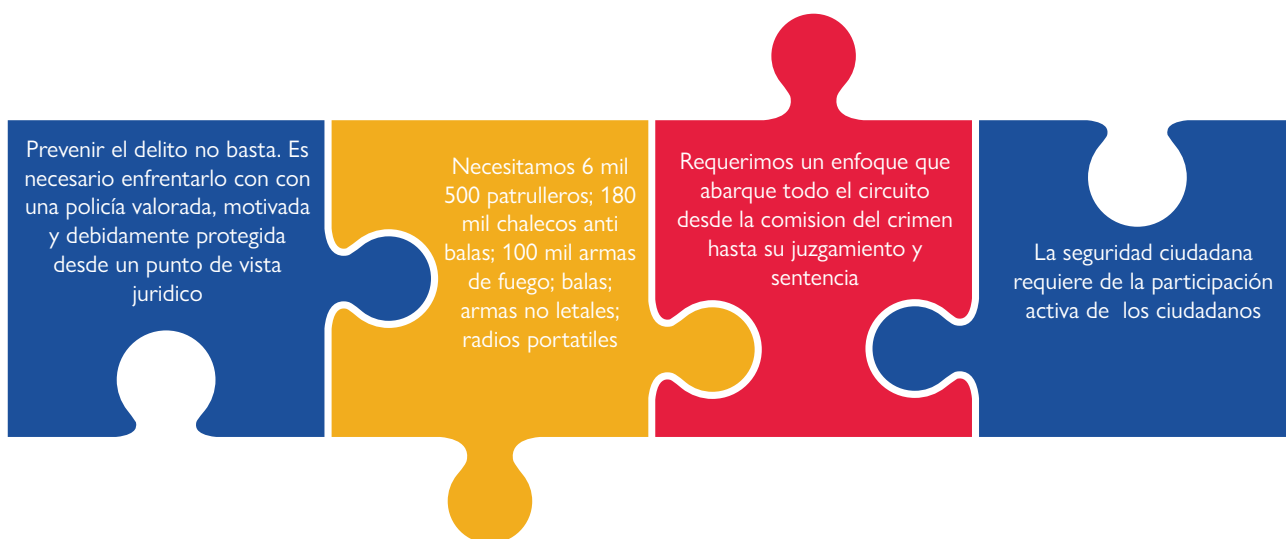 Prevenir el delito no basta. Es
necesario enfrentarlo con con
una policía valorada, motivada
y debidamente protegida
desde un punto de vista
juridico
Necesitamos 6 mil
500 patrulleros; 180
mil chalecos anti
balas; 100 mil armas
de fuego; balas;
armas no letales;
radios portatiles
Requerimos un enfoque que
abarque todo el circuito
desde la comision del crimen
hasta su juzgamiento y
sentencia
La seguridad ciudadana
requiere de la participación
activa de  los ciudadanos